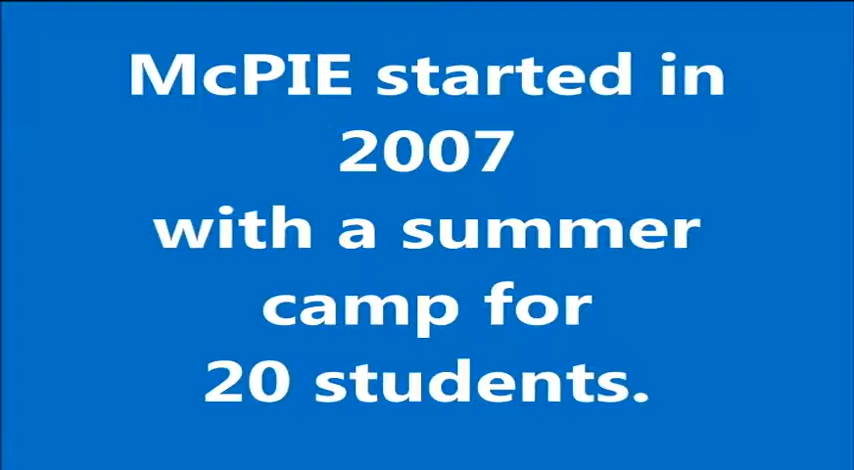 McPIE started in
2007
with a summer
camp for
20 students.